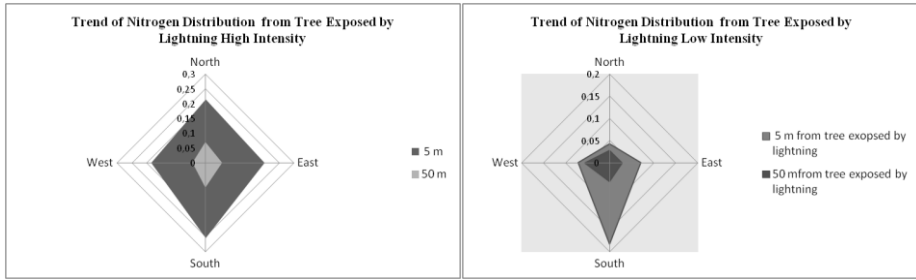 Trend of Nitrogen Distribution from Tree Exposed by
Lightning High Intensity
North
0,3
0,25
0,2
0,15
0,1
0,05
0
West
East
South
5 m
50 m
Trend of Nitrogen Distribution from Tree Exposed by
Lightning Low Intensity
North
0,2
0,15
0,1
0,05
0
West
East
South
5 m from tree exopsed by
lightning
50 mfrom tree exposed by
lightning